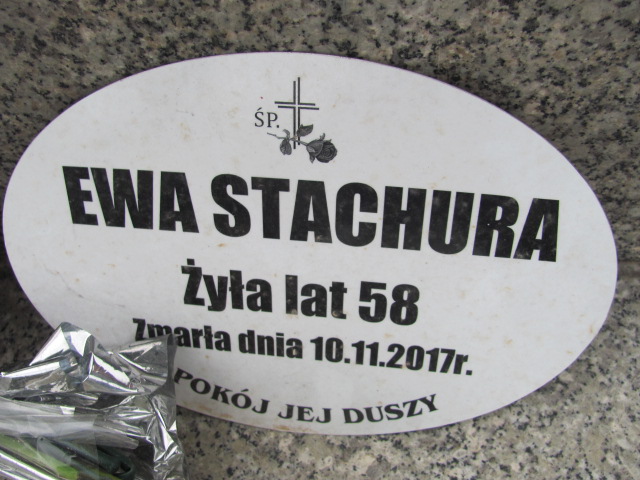 ŚP.
EWA STACHURA
Żyła lat 58
Zmarła dnia 10.11.2017r.
POKÓJ JEJ DUSZY